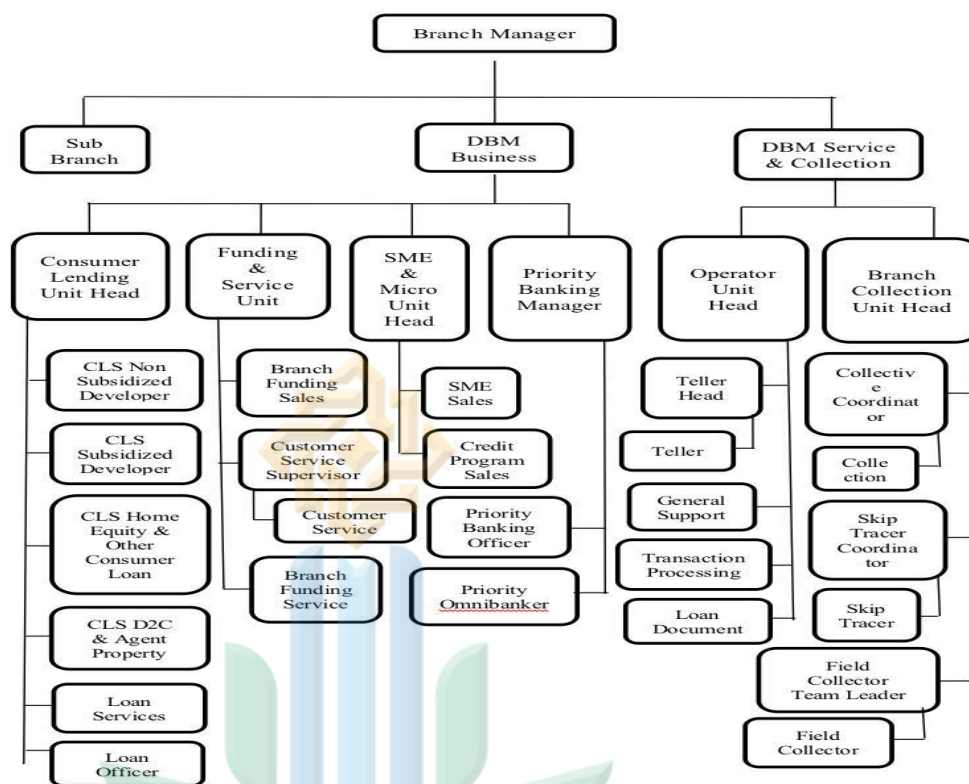 Branch Manager
Sub
Branch
DBM
Business
DBM Service
& Collection
Consumer
Lending
Unit Head
Funding
&
Service
Unit
SME
&
Micro
Unit
Head
Priority
Banking
Manager
Operator
Unit
Head
Branch
Collection
Unit Head
CLS Non
Subsidized
Developer
CLS
Subsidized
Developer
CLS Home
Equity &
Other
Consumer
Loan
CLS D2C
& Agent
Property
Loan
Services
Loan
Officer
Branch
Funding
Sales
Customer
Service
Supervisor
Customer
Service
Branch
Funding
Service
SME
Sales
Credit
Program
Sales
Priority
Banking
Officer
Priority
Omnibanker
Teller
Head
Teller
General
Support
Transaction
Processing
Loan
Document
Collectiv
e
Coordinat
or
Colle
ction
Skip
Tracer
Coordina
tor
Skip
Tracer
Field
Collector
Team Leader
Field
Collector